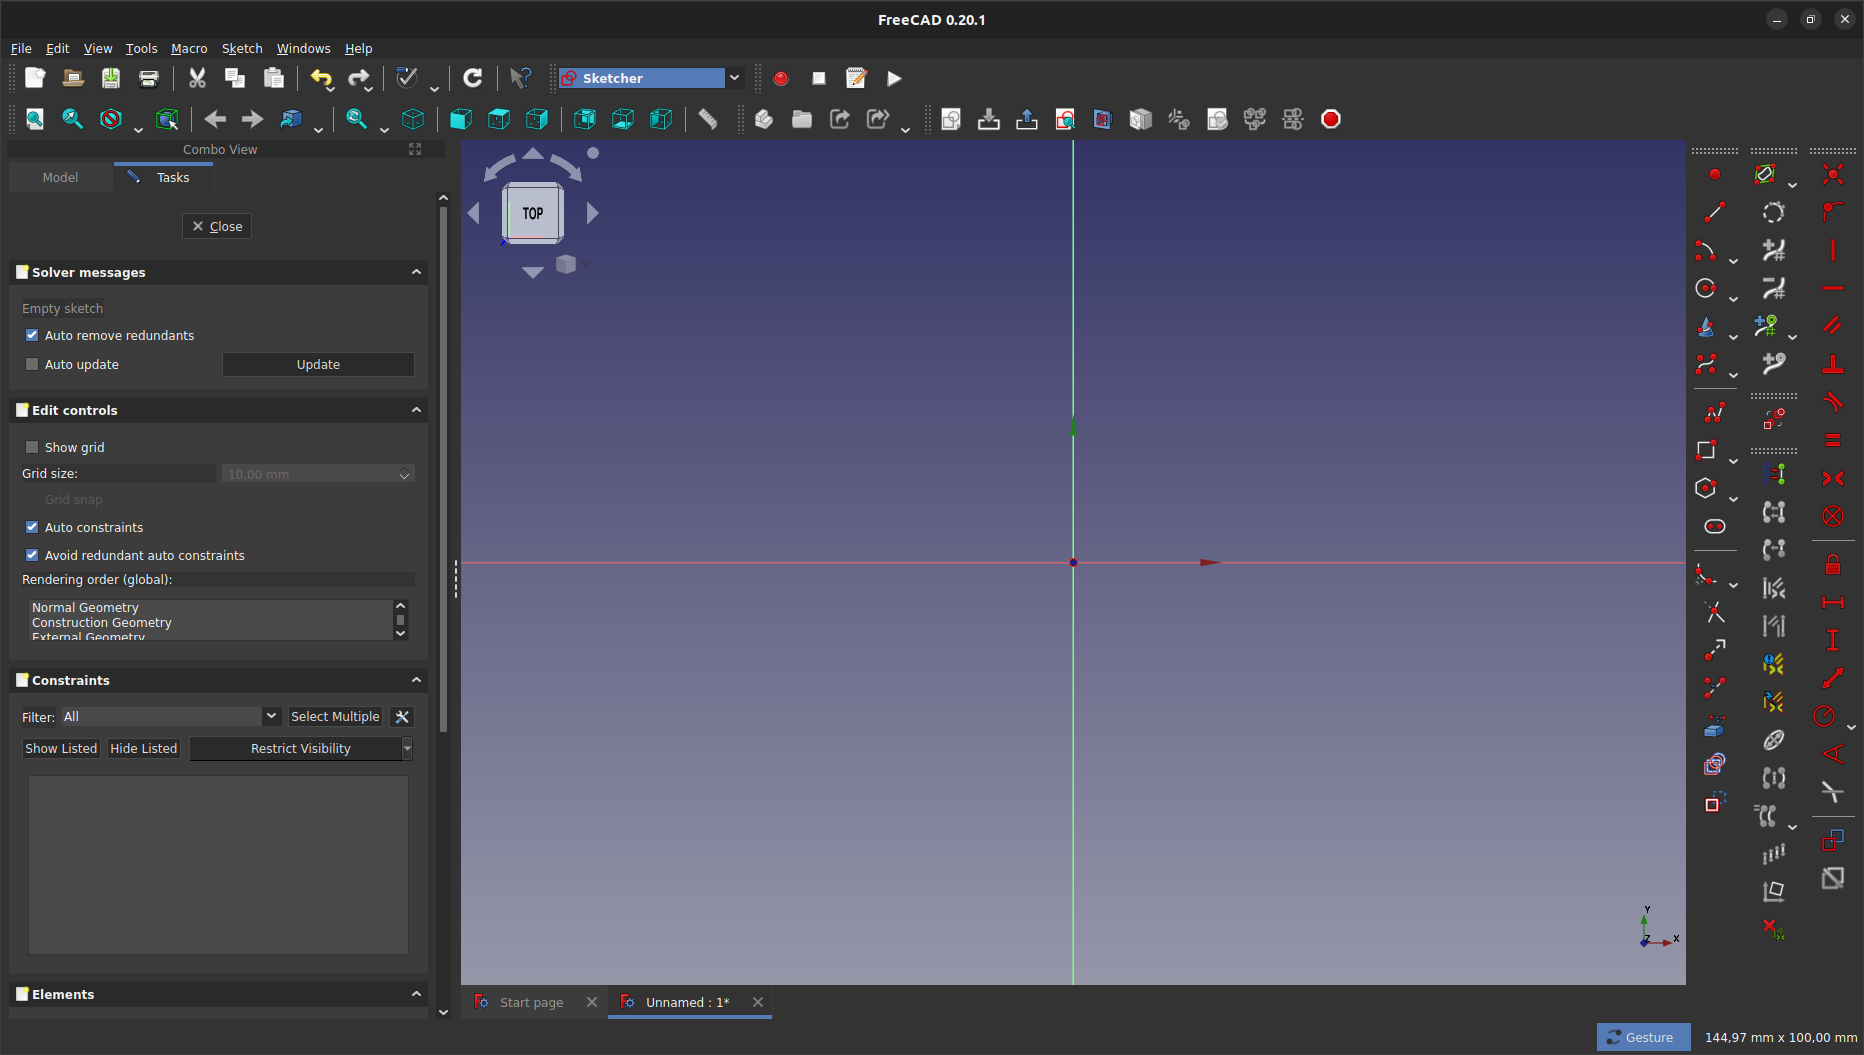 FreeCAD 0.20.1
File Edit View Tools Macro Sketch Windows Help
Sketcher
Combo View
Model Tasks
Close
Solver messages
Empty sketch
Auto remove redundants
Auto update Update
Edit controls
Show grid
Grid size: 10,00 mm
Grid snap
Auto constraints
Avoid redundant auto constraints
Rendering order (global):
Normal Geometry
Construction Geometry
External Geometry
Constraints
Filter: All Select Multiple
Show Listed Hide Listed Restrict Visibility
Elements
TOP
Y
Z X
Start page Unnamed : 1*
Gesture 144,97 mm x 100,00 mm